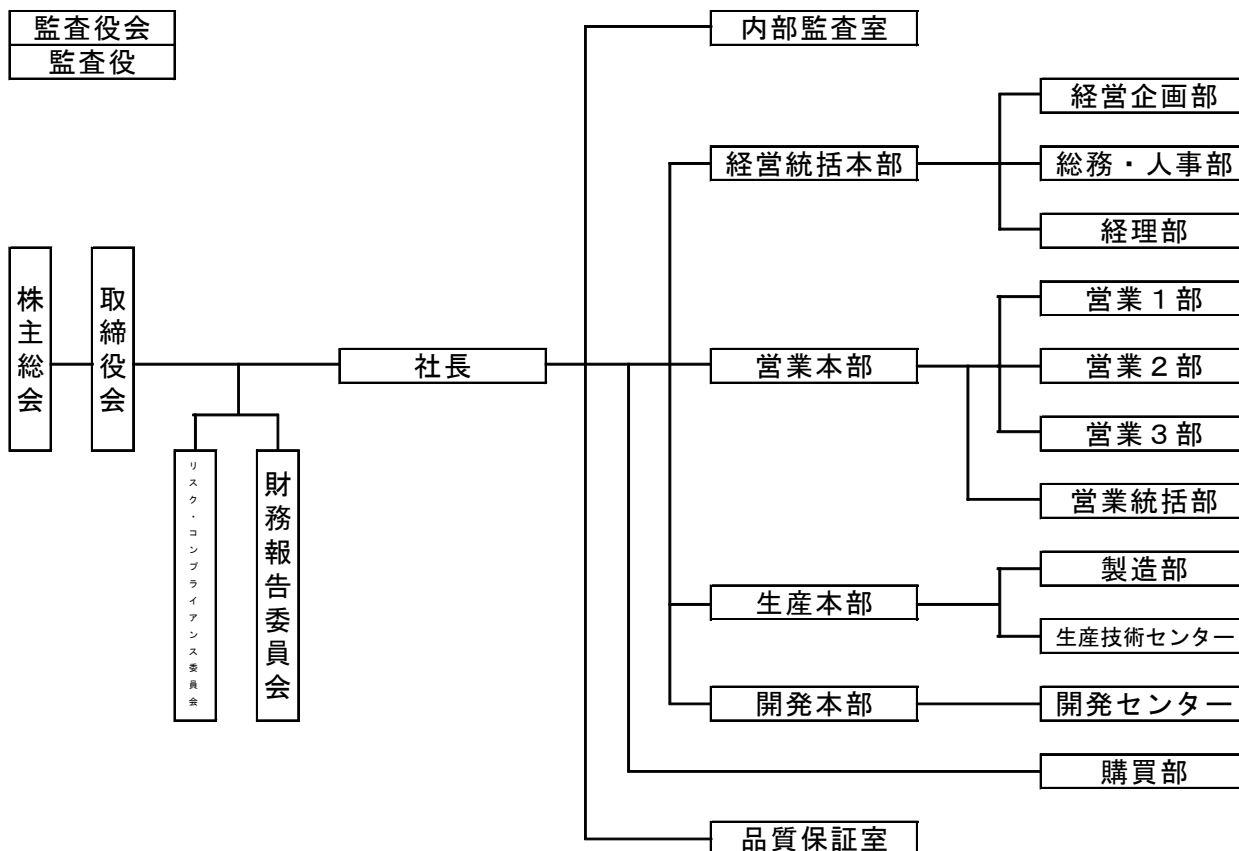 監査役会
監査役
株主総会
取締役会
リスク・コンプライアンス委員会
財務報告委員会
社長
内部監査室
経営統括本部
経営企画部
総務・人事部
経理部
営業本部
営業１部
営業２部
営業３部
営業統括部
生産本部
製造部
生産技術センター
開発本部
開発センター
購買部
品質保証室